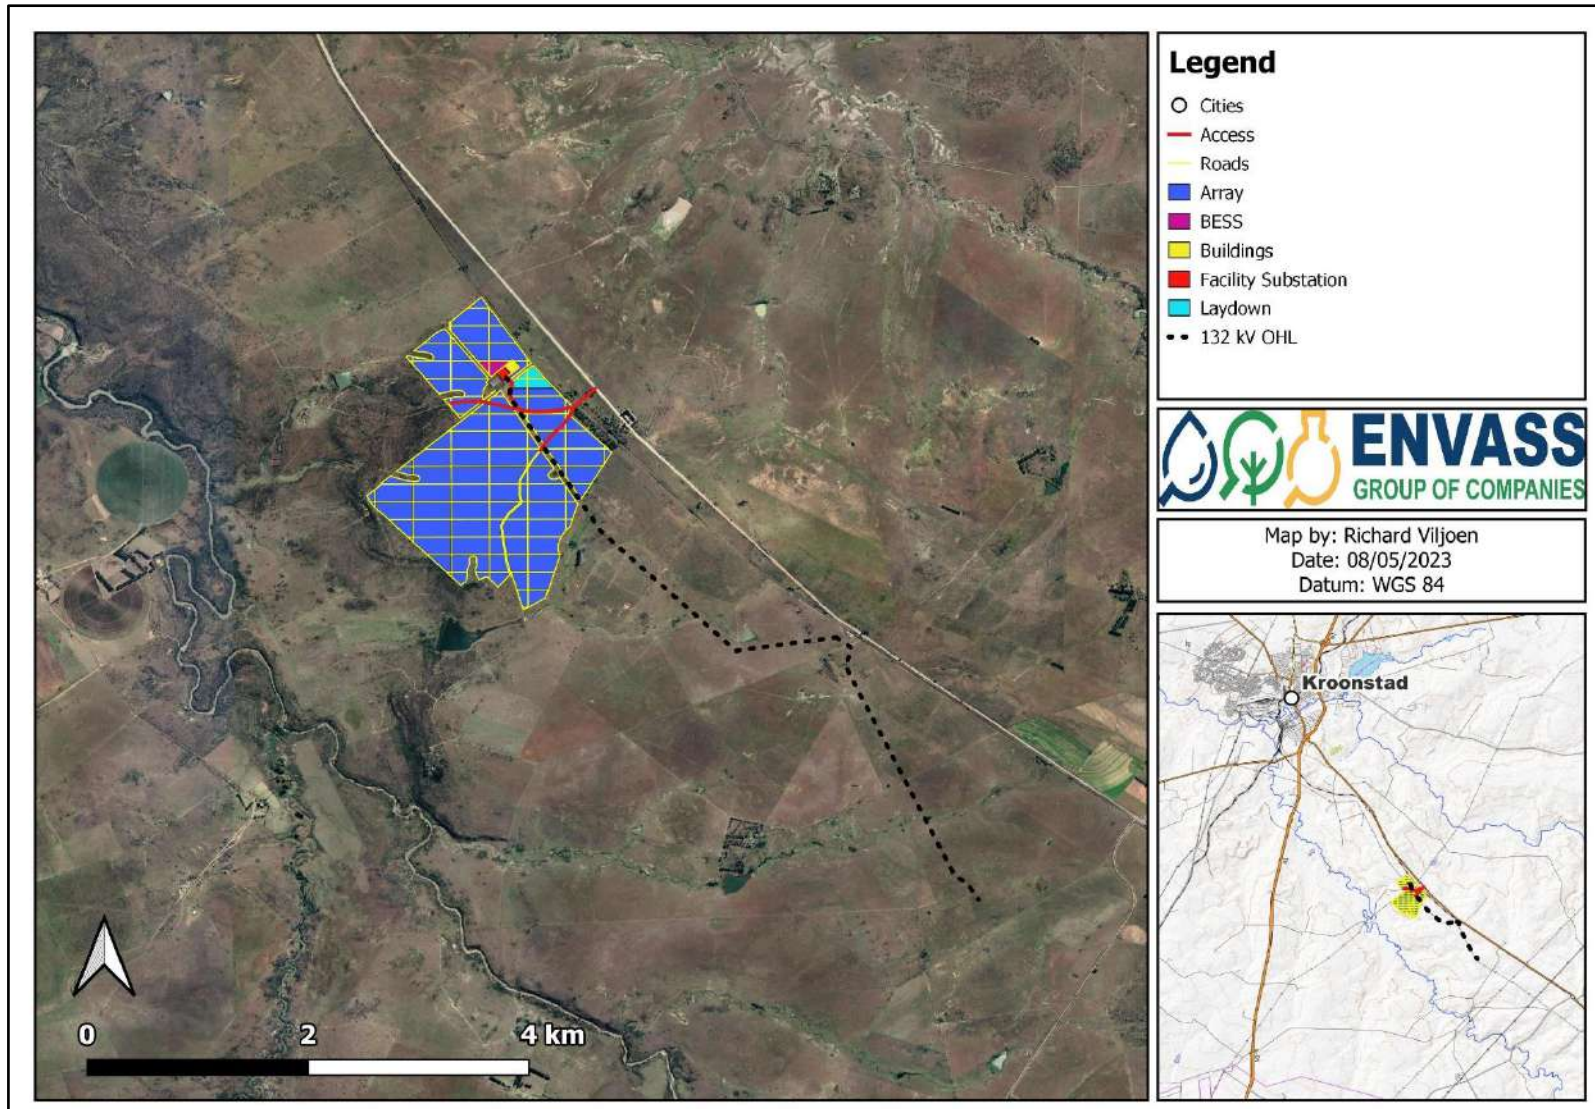 Legend
Cities
Access
Roads
Array
BESS
Buildings
Facility Substation
Laydown
132 kV OHL
ENVASS
GROUP OF COMPANIES
Map by: Richard Viljoen
Date: 08/05/2023
Datum: WGS 84
Kroonstad
0 2 4 km